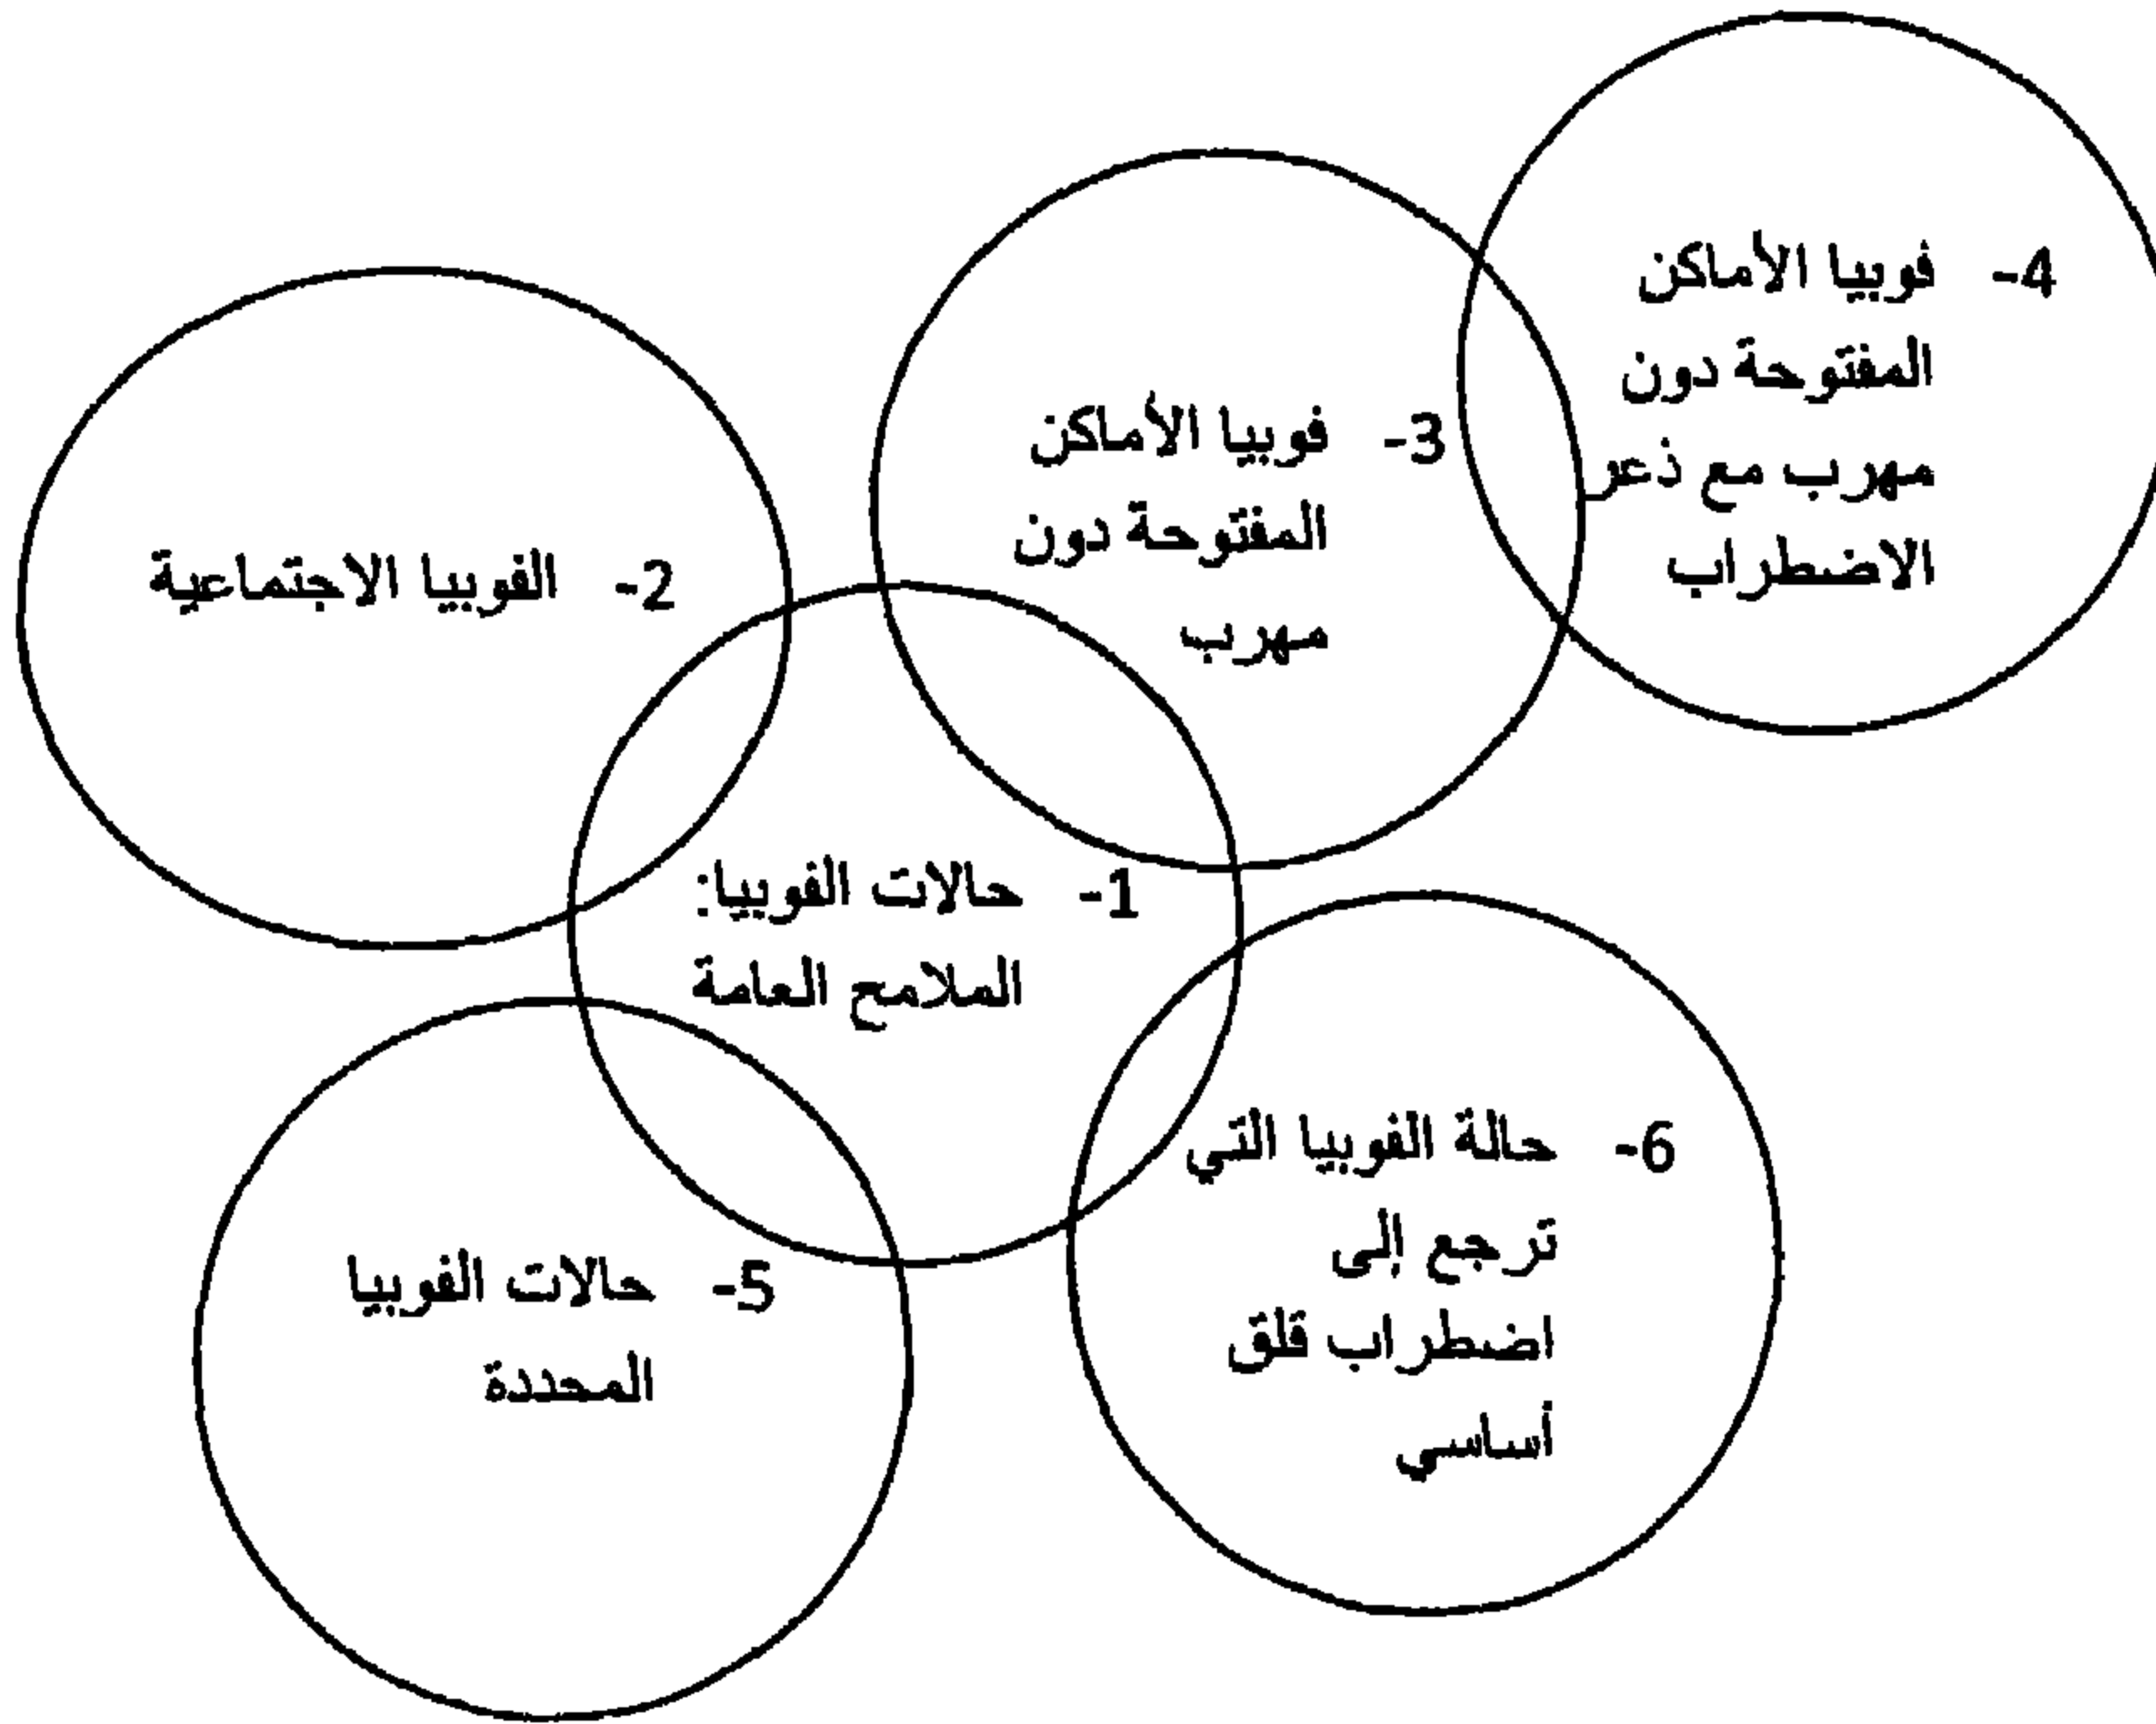 1- حالات الفوبيا:
الملامح العامة
2- الفوبيا الاجتماعية
3- فوبيا الأماكن
المفتوحة دون
مهرب
4- فوبيا الأماكن
المفتوحة دون
مهرب مع ذعر
الاضطراب
5- حالات الفوبيا
المحددة
6- حالة الفوبيا التي
ترجع إلى
اضطراب قلق
أساسي